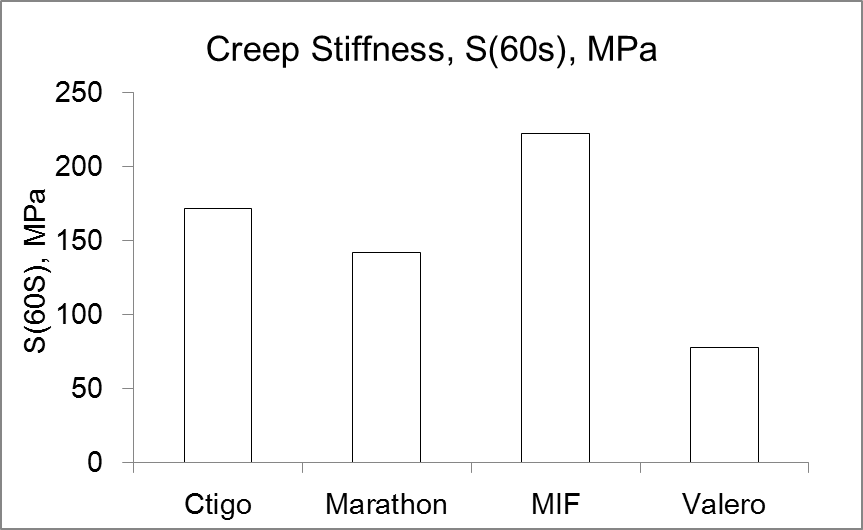 Creep Stiffness, S(60s), MPa
S(60S), MPa
250
200
150
100
50
0
Ctigo Marathon MIF Valero